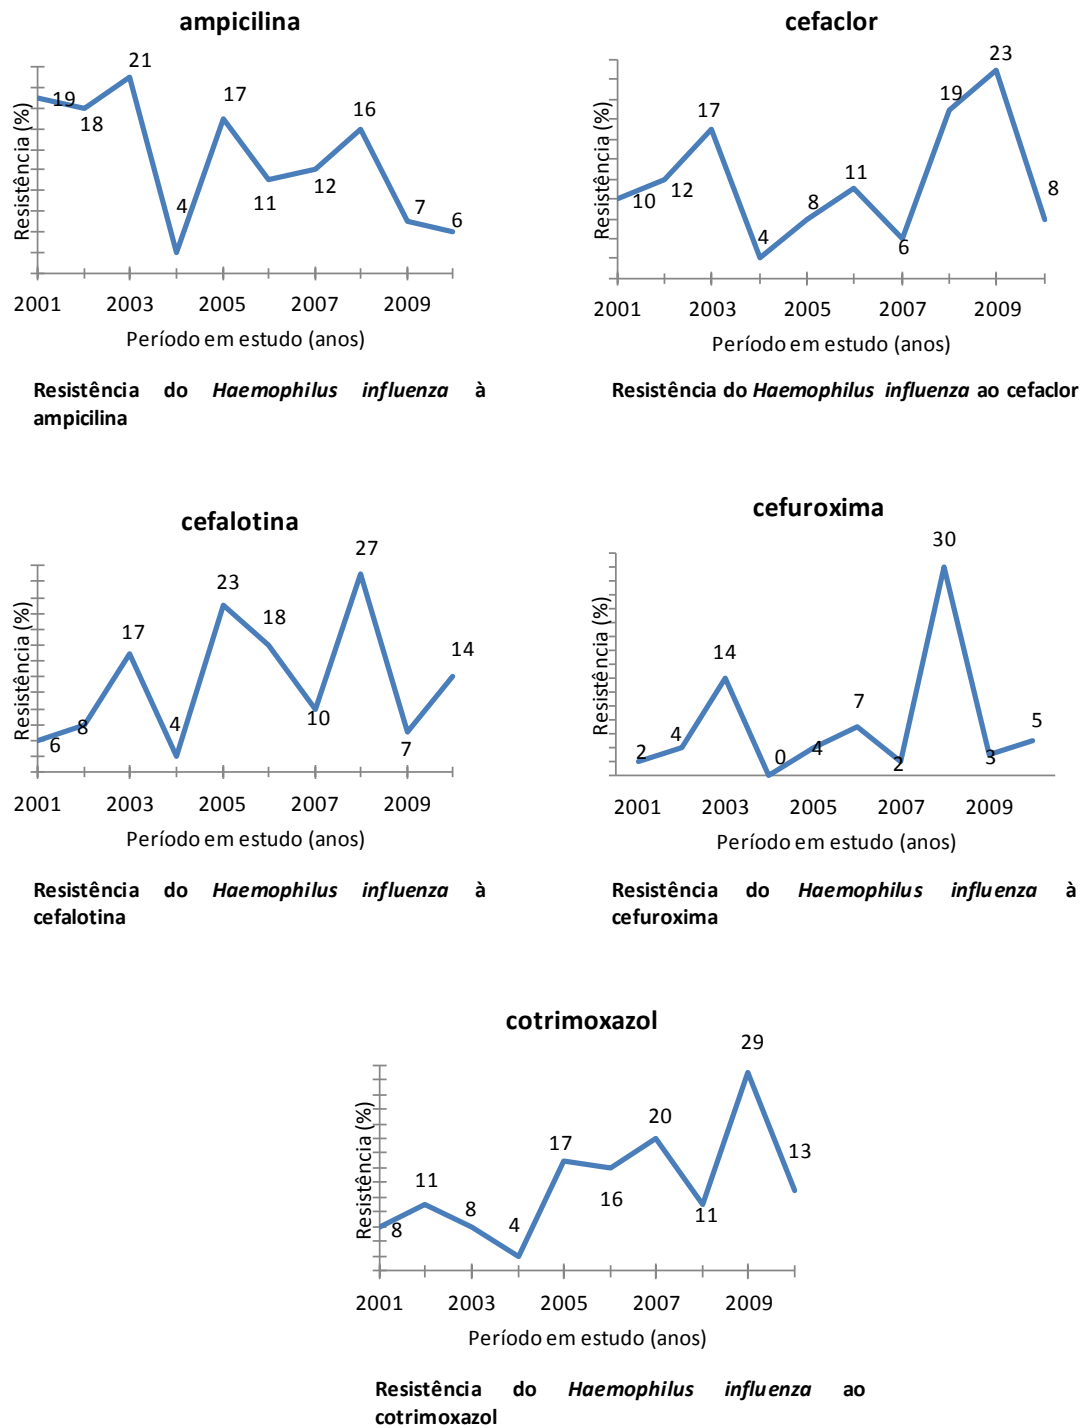 ampicilina
Resistência (%)
19
18
21
4
17
11
12
16
7
6
2001 2003 2005 2007 2009
Período em estudo (anos)
Resistência do Haemophilus influenza à
ampicilina
cefaclor
Resistência (%)
10
12
17
4
8
11
6
19
23
8
2001 2003 2005 2007 2009
Período em estudo (anos)
Resistência do Haemophilus influenza ao cefaclor
cefalotina
Resistência (%)
6
8
17
4
23
18
10
27
7
14
2001 2003 2005 2007 2009
Período em estudo (anos)
Resistência do Haemophilus influenza à
cefalotina
cefuroxima
Resistência (%)
2
4
14
0
4
7
2
30
3
5
2001 2003 2005 2007 2009
Período em estudo (anos)
Resistência do Haemophilus influenza à
cefuroxima
cotrimoxazol
Resistência (%)
8
11
8
4
17
16
20
11
29
13
2001 2003 2005 2007 2009
Período em estudo (anos)
Resistência do Haemophilus influenza ao
cotrimoxazol